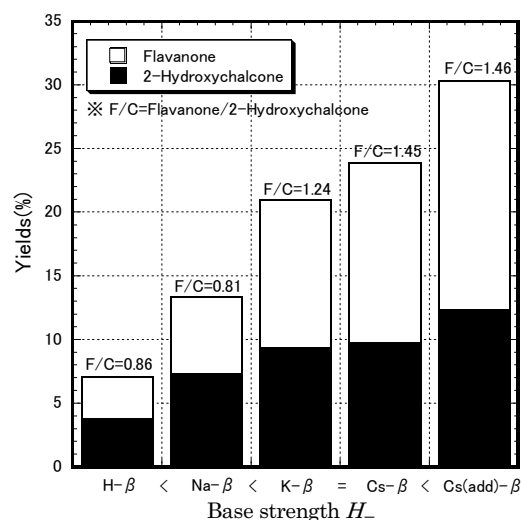 35
30
25
20
15
10
5
0
Yields(%)
Flavanone
2-Hydroxychalcone
※ F/C=Flavanone/2-Hydroxychalcone
F/C=0.86
F/C=0.81
F/C=1.24
F/C=1.45
F/C=1.46
H-β < Na-β < K-β = Cs-β < Cs(add)-β
Base strength H_